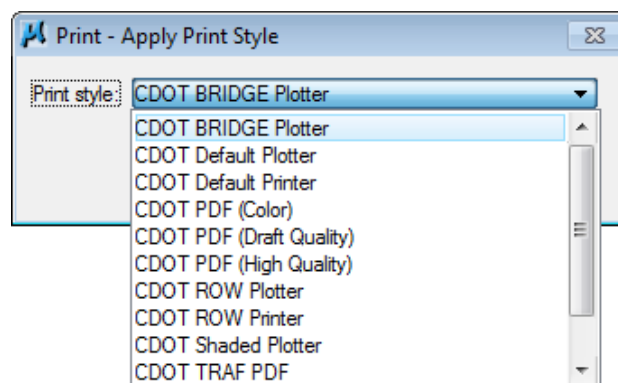 Print - Apply Print Style
Print style: CDOT BRIDGE Plotter
CDOT BRIDGE Plotter
CDOT Default Plotter
CDOT Default Printer
CDOT PDF (Color)
CDOT PDF (Draft Quality)
CDOT PDF (High Quality)
CDOT ROW Plotter
CDOT ROW Printer
CDOT Shaded Plotter
CDOT TRAF PDF